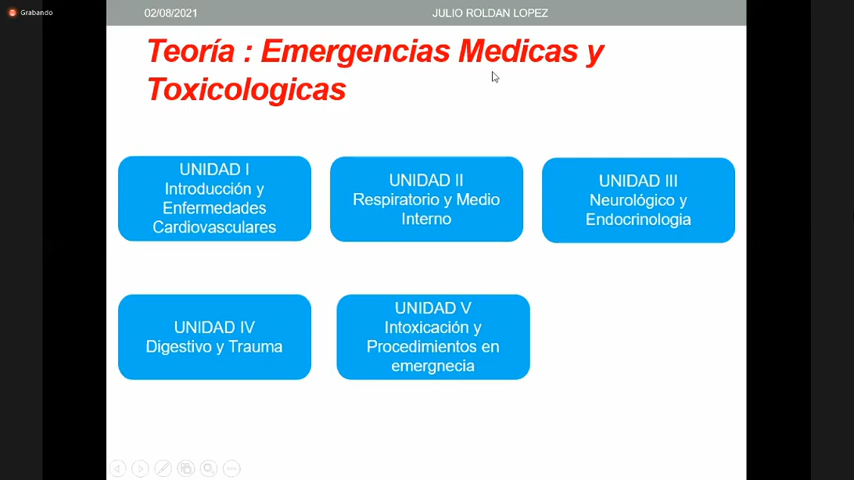 Grabando
02/08/2021
JULIO ROLDAN LOPEZ
Teoría : Emergencias Medicas y
Toxicologicas
UNIDAD I
Introducción y
Enfermedades
Cardiovasculares
UNIDAD II
Respiratorio y Medio
Interno
UNIDAD III
Neurológico y
Endocrinologia
UNIDAD IV
Digestivo y Trauma
UNIDAD V
Intoxicación y
Procedimientos en
emergnecia